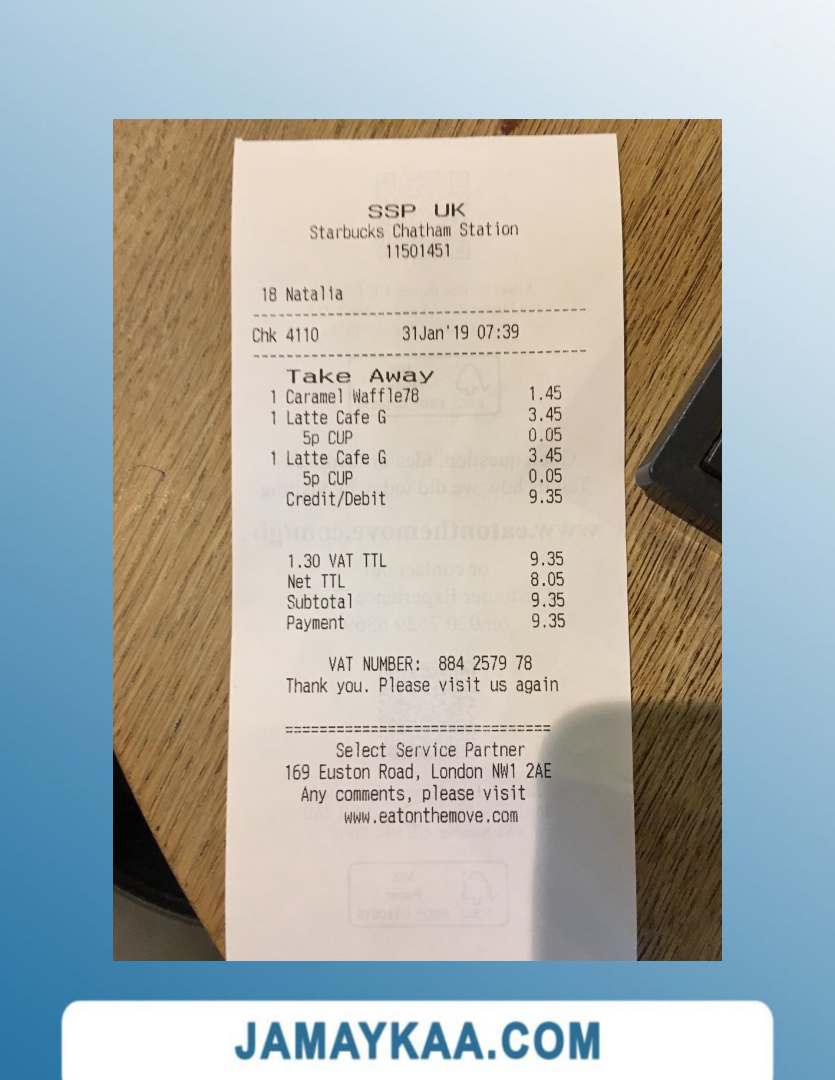 SSP UK
Starbucks Chatham Station
11501451
18 Natalia
Chk 4110 31Jan'19 07:39
Take Away
1 Caramel Waffle78 1.45
1 Latte Cafe G 3.45
5p CUP 0.05
1 Latte Cafe G 3.45
5p CUP 0.05
Credit/Debit 9.35
1.30 VAT TTL 9.35
Net TTL 8.05
Subtotal 9.35
Payment 9.35
VAT NUMBER: 884 2579 78
Thank you. Please visit us again
==============================
Select Service Partner
169 Euston Road, London NW1 2AE
Any comments, please visit
www.eatonthemove.com
JAMAYKAA.COM